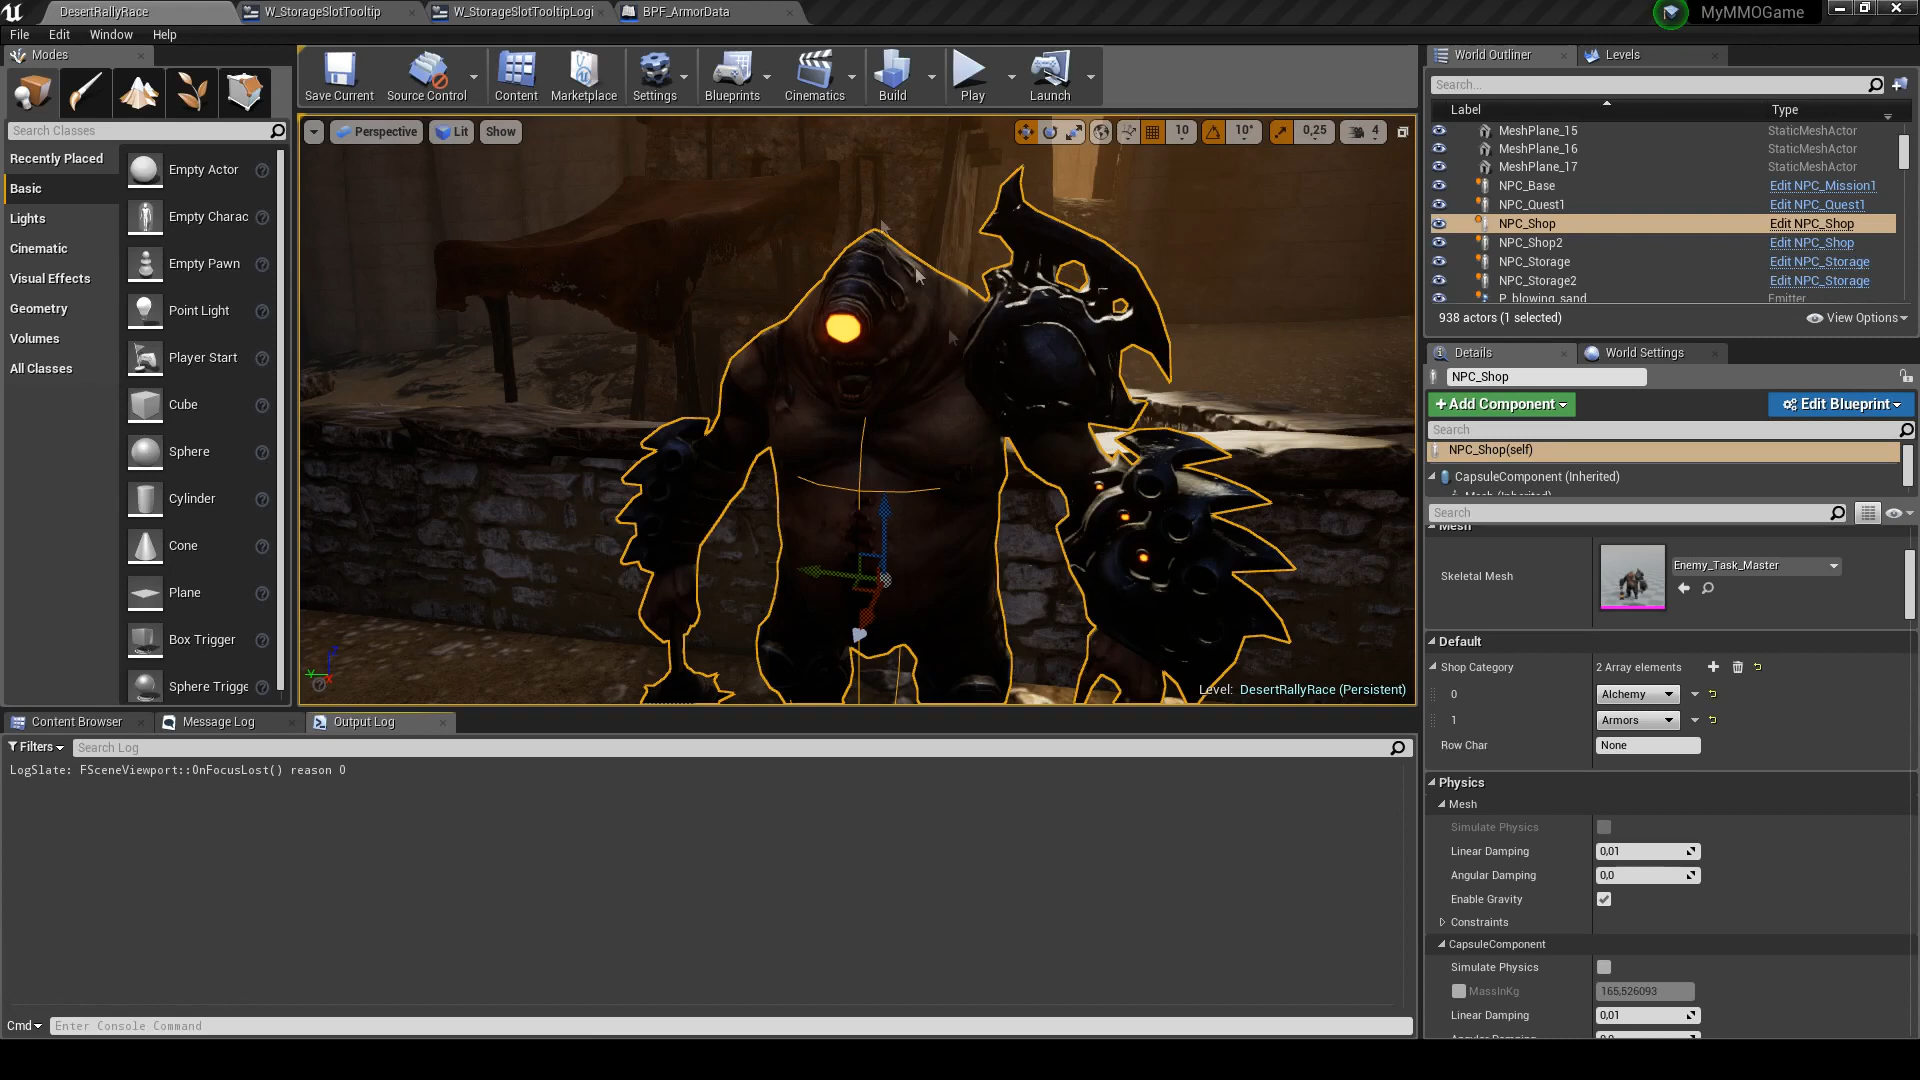 DesertRallyRace
W_StorageSlotTooltip
W_StorageSlotTooltipLogi
BPF_ArmorData
MyMMOGame
File
Edit
Window
Help
Modes
Search Classes
Recently Placed
Basic
Lights
Cinematic
Visual Effects
Geometry
Volumes
All Classes
Empty Actor
Empty Charac
Empty Pawn
Point Light
Player Start
Cube
Sphere
Cylinder
Cone
Plane
Box Trigger
Sphere Trigge
Save Current
Source Control
Content
Marketplace
Settings
Blueprints
Cinematics
Build
Play
Launch
Perspective
Lit
Show
10
10°
0,25
4
Level: DesertRallyRace (Persistent)
World Outliner
Levels
Search...
Label
Type
MeshPlane_15 StaticMeshActor
MeshPlane_16 StaticMeshActor
MeshPlane_17 StaticMeshActor
NPC_Base Edit NPC_Mission1
NPC_Quest1 Edit NPC_Quest1
NPC_Shop Edit NPC_Shop
NPC_Shop2 Edit NPC_Shop
NPC_Storage Edit NPC_Storage
NPC_Storage2 Edit NPC_Storage
P_blowing_sand Emitter
938 actors (1 selected)
View Options
Details
World Settings
NPC_Shop
+Add Component
Edit Blueprint
Search
NPC_Shop(self)
CapsuleComponent (Inherited)
Mesh (Inherited)
Search
Mesh
Skeletal Mesh
Enemy_Task_Master
Default
Shop Category
2 Array elements
0
Alchemy
1
Armors
Row Char
None
Physics
Mesh
Simulate Physics
Linear Damping
0,01
Angular Damping
0,0
Enable Gravity
Constraints
CapsuleComponent
Simulate Physics
MassInKg
165,526093
Linear Damping
0,01
Angular Damping
0,0
Content Browser
Message Log
Output Log
Filters
Search Log
LogSlate: FSceneViewport::OnFocusLost() reason 0
Cmd
Enter Console Command